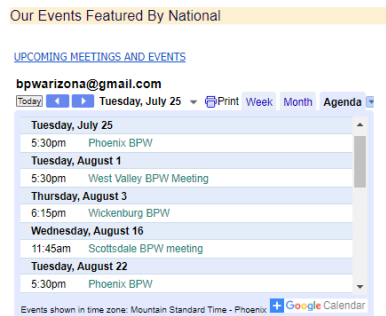 Our Events Featured By National
UPCOMING MEETINGS AND EVENTS
bpwarizona@gmail.com
Today Tuesday, July 25 Print Week Month Agenda
Tuesday, July 25
5:30pm Phoenix BPW
Tuesday, August 1
5:30pm West Valley BPW Meeting
Thursday, August 3
6:15pm Wickenburg BPW
Wednesday, August 16
11:45am Scottsdale BPW meeting
Tuesday, August 22
5:30pm Phoenix BPW
Events shown in time zone: Mountain Standard Time - Phoenix + Google Calendar